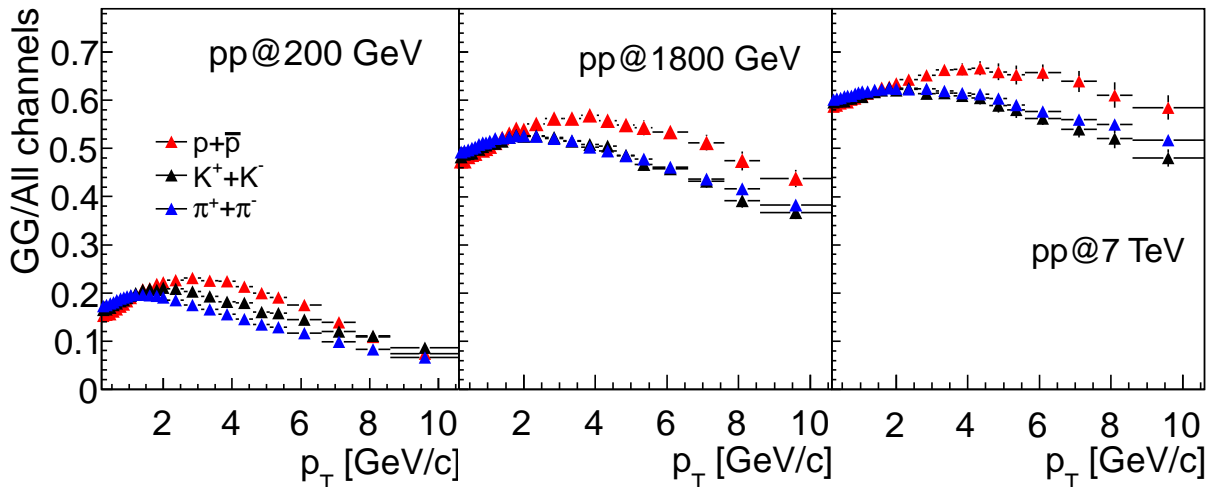 GG/All channels
0.7
0.6
0.5
0.4
0.3
0.2
0.1
0
pp@200 GeV
p+p̅
K⁺+K⁻
π⁺+π⁻
pp@1800 GeV
pp@7 TeV
2 4 6 8 10
2 4 6 8 10
2 4 6 8 10
p_T [GeV/c]
p_T [GeV/c]
p_T [GeV/c]